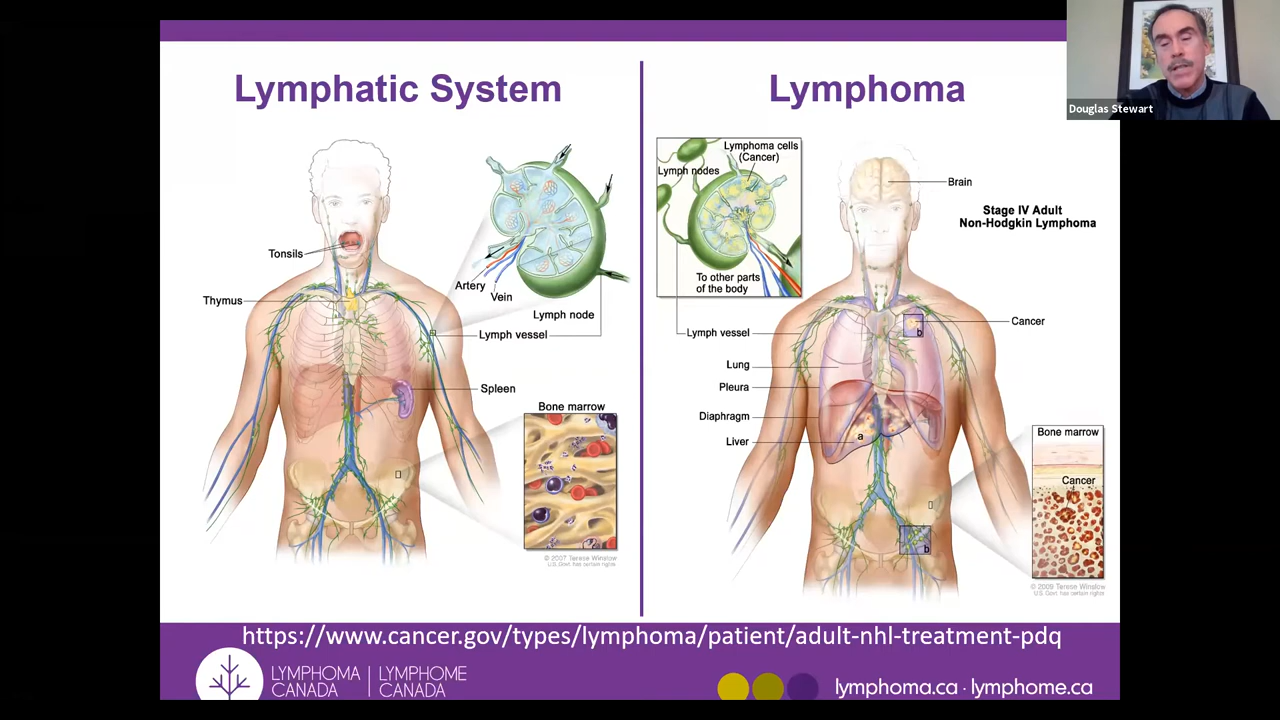 Lymphatic System
Tonsils
Thymus
Artery
Vein
Lymph node
Lymph vessel
Spleen
Bone marrow
© 2007 Terese Winslow
U.S. Govt. has certain rights
Lymphoma
Lymphoma cells
(Cancer)
Lymph nodes
To other parts
of the body
Brain
Stage IV Adult
Non-Hodgkin Lymphoma
Cancer
b
Lymph vessel
Lung
Pleura
Diaphragm
Liver
a
b
Bone marrow
Cancer
© 2009 Terese Winslow
U.S. Govt. has certain rights
Douglas Stewart
https://www.cancer.gov/types/lymphoma/patient/adult-nhl-treatment-pdq
LYMPHOMA | LYMPHOME
CANADA | CANADA
lymphoma.ca · lymphome.ca